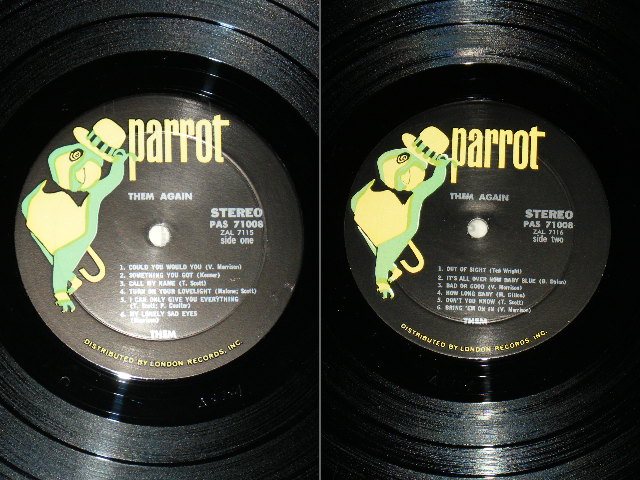 parrot
THEM AGAIN
STEREO
PAS 71008
ZAL 7115
side one
1. COULD YOU WOULD YOU (V. Morrison)
2. SOMETHING YOU GOT (Kenner)
3. CALL MY NAME (T. Scott)
4. TURN ON YOUR LOVELIGHT (Malone; Scott)
5. I CAN ONLY GIVE YOU EVERYTHING
(T. Scott; P. Coulter)
6. MY LONELY SAD EYES
(Morrison)
THEM
DISTRIBUTED BY LONDON RECORDS, INC.
parrot
THEM AGAIN
STEREO
PAS 71008
ZAL 7116
side two
1. OUT OF SIGHT (Ted Wright)
2. IT'S ALL OVER NOW BABY BLUE (B. Dylan)
3. BAD OR GOOD (V. Morrison)
4. HOW LONG BABY (M. Gillon)
5. DON'T YOU KNOW (T. Scott)
6. BRING 'EM ON IN (V. Morrison)
THEM
DISTRIBUTED BY LONDON RECORDS, INC.